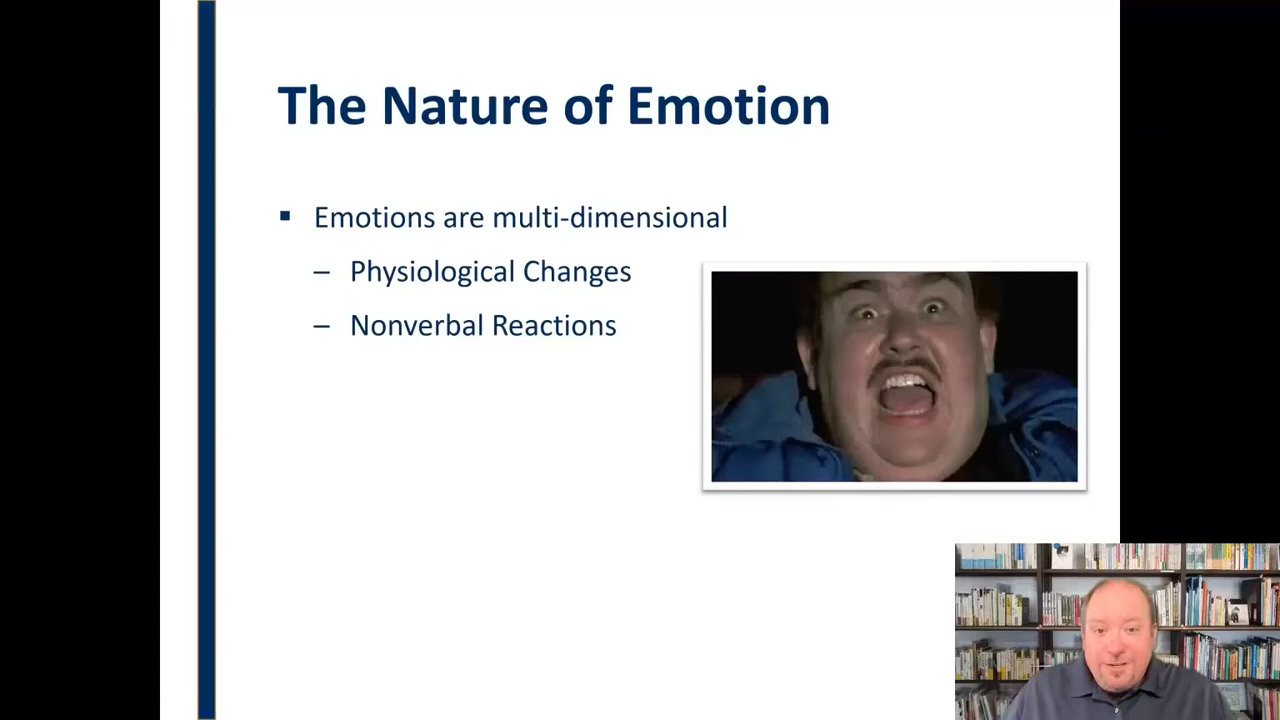 The Nature of Emotion
▪ Emotions are multi-dimensional
– Physiological Changes
– Nonverbal Reactions